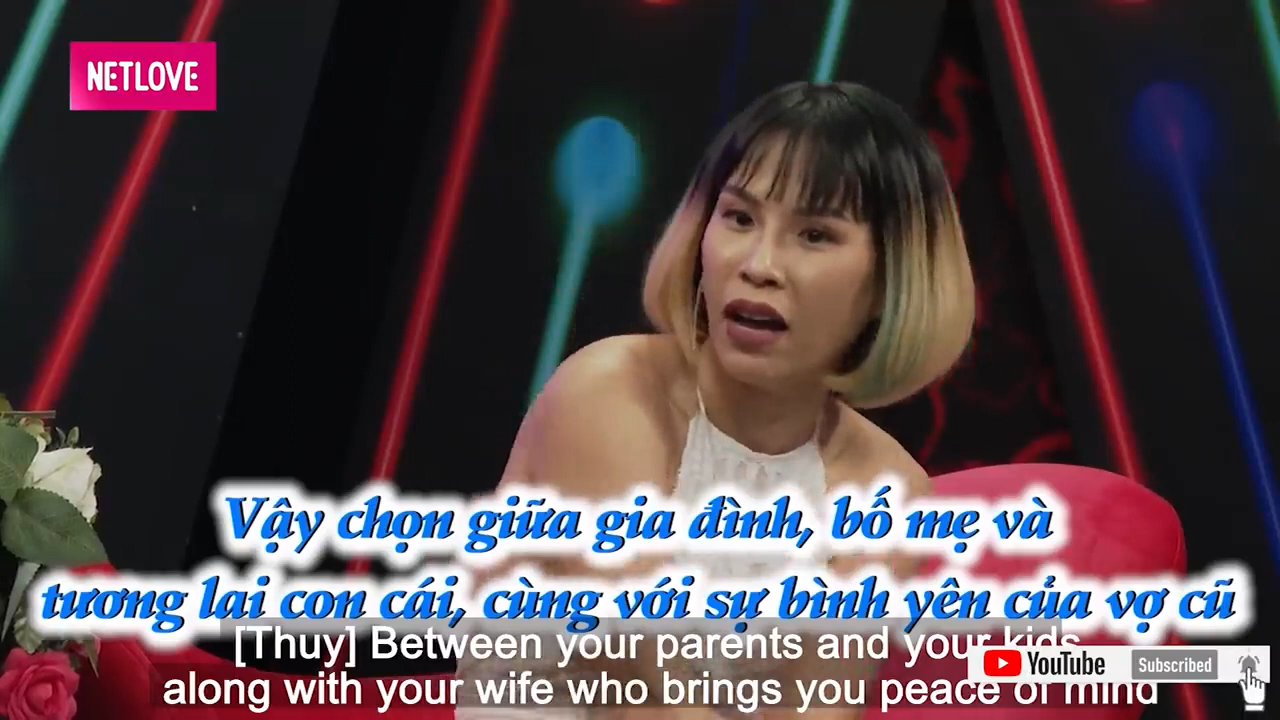 NETLOVE
Vậy chọn giữa gia đình, bố mẹ và
tương lai con cái, cùng với sự bình yên của vợ cũ
[Thuy] Between your parents and your kids
along with your wife who brings you peace of mind
YouTube
Subscribed